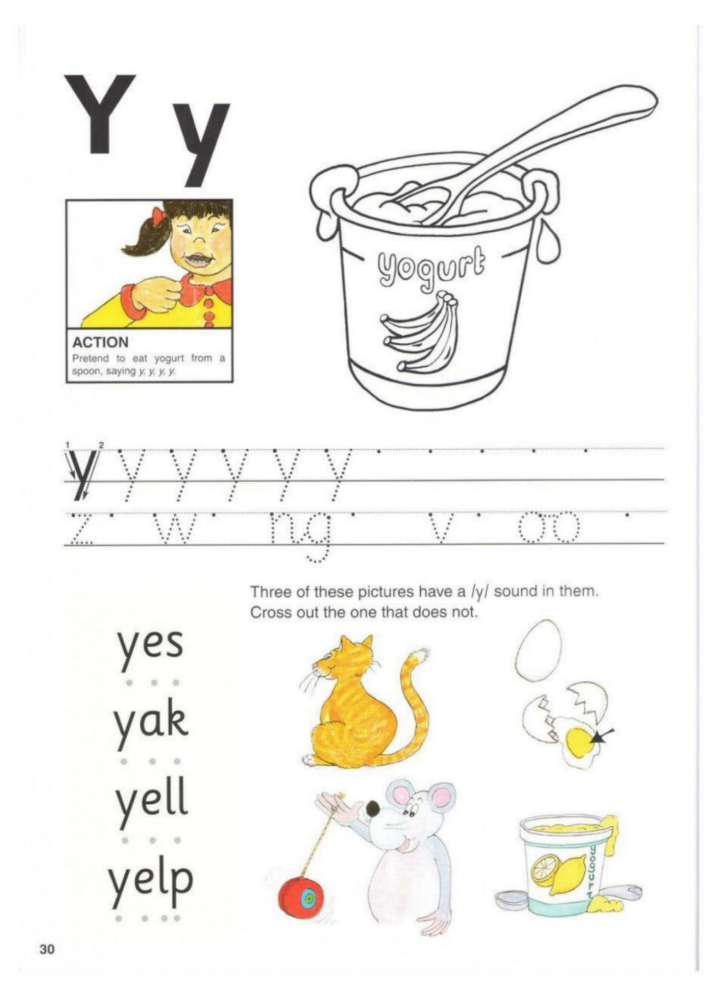 Y y
yogurt
ACTION
Pretend to eat yogurt from a
spoon, saying y, y, y, y.
1 y 2 y y y y y
z w ng v oo
Three of these pictures have a /y/ sound in them.
Cross out the one that does not.
yes
yak
yell
yelp
yogurt
30